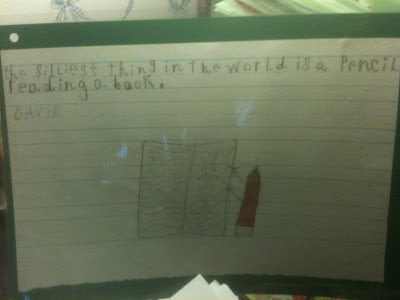 the Silliest thing in the world is a Pencil
reading a book.
DAVID